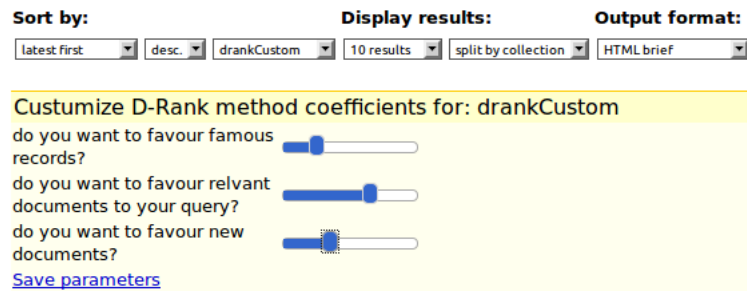 Sort by: Display results: Output format:
latest first desc. drankCustom 10 results split by collection HTML brief
Custumize D-Rank method coefficients for: drankCustom
do you want to favour famous
records?
do you want to favour relvant
documents to your query?
do you want to favour new
documents?
Save parameters